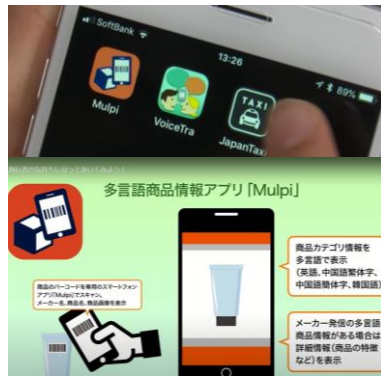 SoftBank
13:26
89%
Mulpi
VoiceTra
TAXI
JapanTaxi
多言語商品情報アプリ「Mulpi」
商品のバーコードを専用のスマートフォン
アプリ「Mulpi」でスキャン。
メーカー名、商品名、商品画像を表示
商品カテゴリ情報を
多言語で表示
(英語、中国語繁体字、
中国語簡体字、韓国語)
メーカー発信の多言語
商品情報がある場合は
詳細情報(商品の特徴
など)を表示